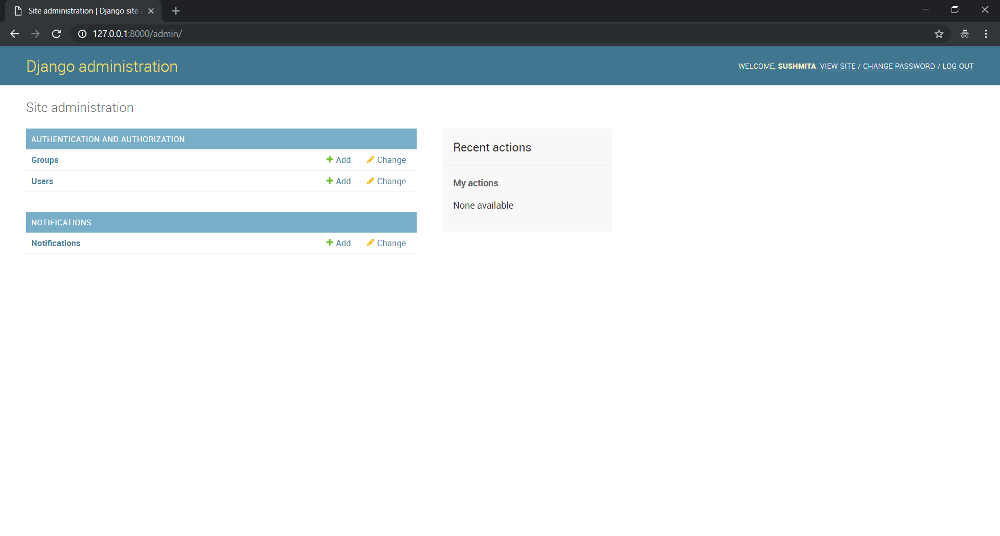 Site administration | Django site
127.0.0.1:8000/admin/
Django administration
WELCOME, SUSHMITA. VIEW SITE / CHANGE PASSWORD / LOG OUT
Site administration
AUTHENTICATION AND AUTHORIZATION
Groups Add Change
Users Add Change
NOTIFICATIONS
Notifications Add Change
Recent actions
My actions
None available